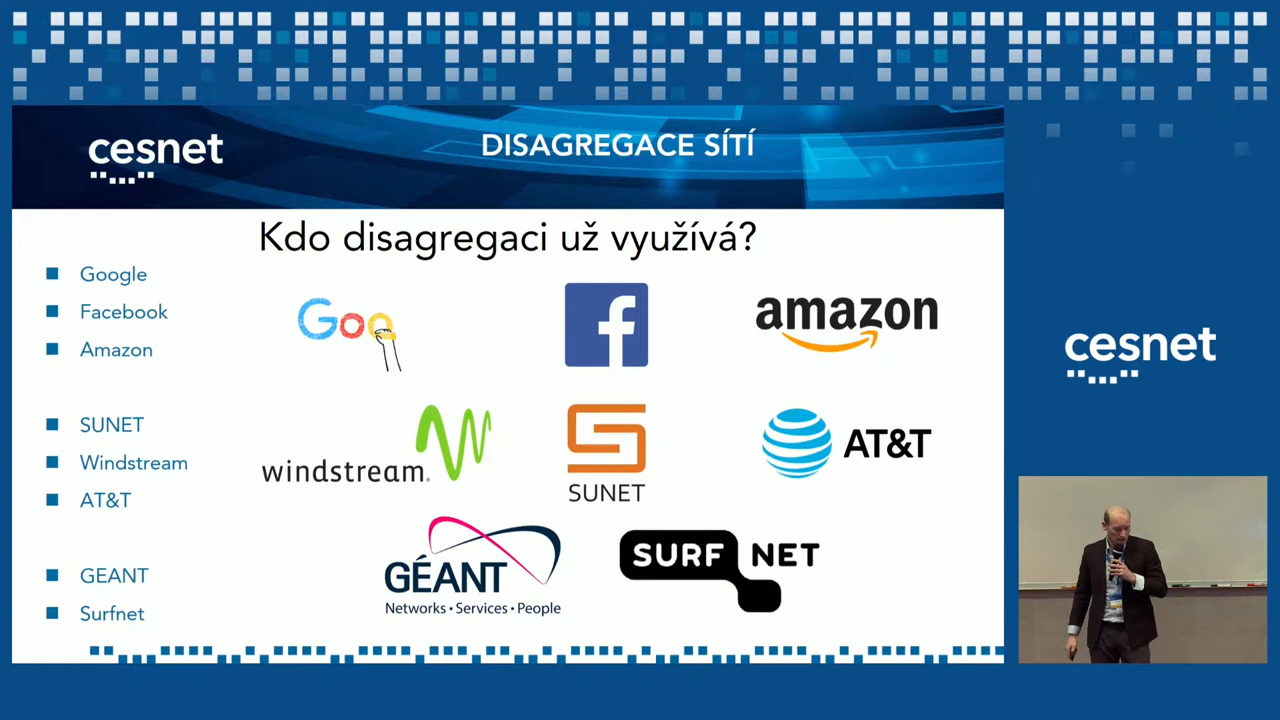 cesnet
DISAGREGACE SÍTÍ
Kdo disagregaci už využívá?
Google
Facebook
Amazon
SUNET
Windstream
AT&T
GEANT
Surfnet
Goo
f
amazon
windstream.
SUNET
AT&T
GÉANT
Networks • Services • People
SURF NET
cesnet